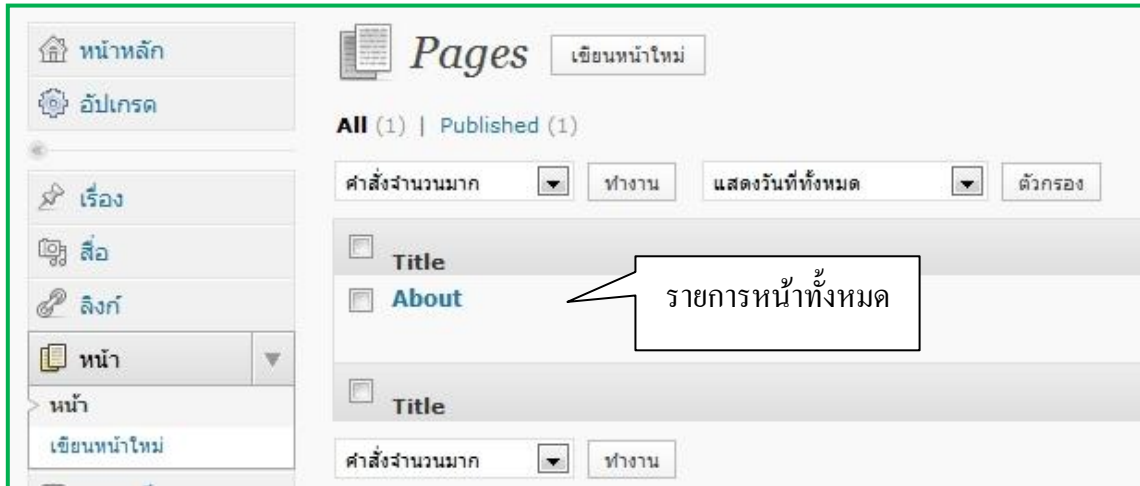 หน้าหลัก
อัปเกรด
เรื่อง
สื่อ
ลิงก์
หน้า
หน้า
เขียนหน้าใหม่
Pages เขียนหน้าใหม่
All (1) | Published (1)
คำสั่งจำนวนมาก ทำงาน แสดงวันที่ทั้งหมด ตัวกรอง
Title
About
รายการหน้าทั้งหมด
Title
คำสั่งจำนวนมาก ทำงาน